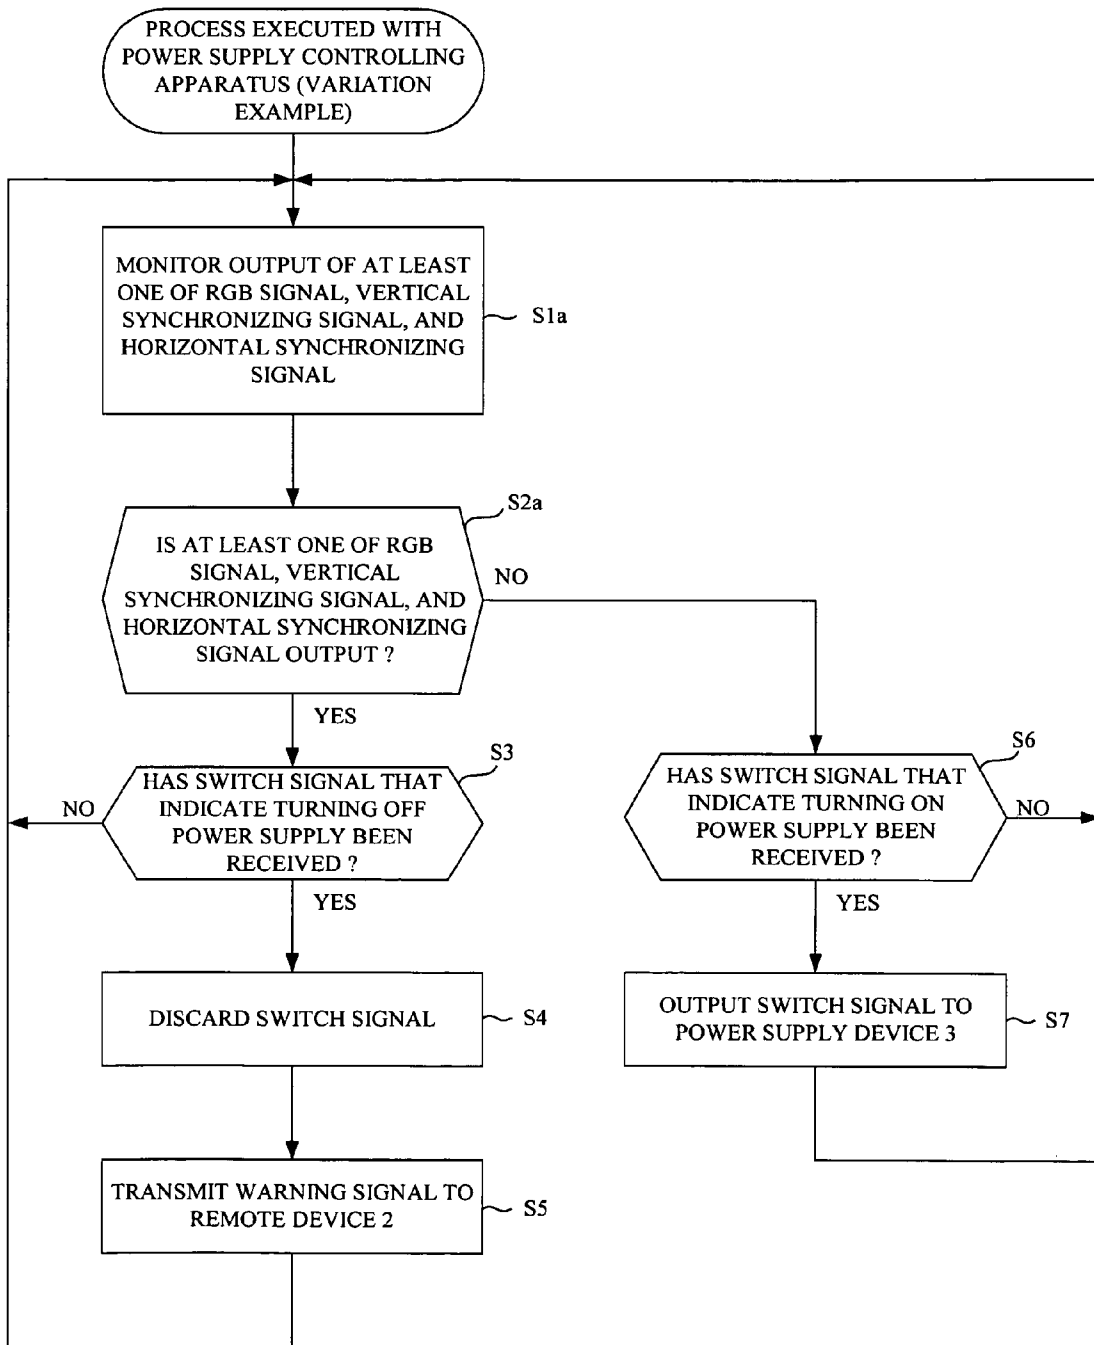 PROCESS EXECUTED WITH
POWER SUPPLY CONTROLLING
APPARATUS (VARIATION
EXAMPLE)
MONITOR OUTPUT OF AT LEAST
ONE OF RGB SIGNAL, VERTICAL
SYNCHRONIZING SIGNAL, AND
HORIZONTAL SYNCHRONIZING
SIGNAL
S1a
S2a
IS AT LEAST ONE OF RGB
SIGNAL, VERTICAL
SYNCHRONIZING SIGNAL, AND
HORIZONTAL SYNCHRONIZING
SIGNAL OUTPUT ?
NO
YES
S3
HAS SWITCH SIGNAL THAT
INDICATE TURNING OFF
POWER SUPPLY BEEN
RECEIVED ?
NO
YES
S6
HAS SWITCH SIGNAL THAT
INDICATE TURNING ON
POWER SUPPLY BEEN
RECEIVED ?
NO
YES
DISCARD SWITCH SIGNAL
S4
OUTPUT SWITCH SIGNAL TO
POWER SUPPLY DEVICE 3
S7
TRANSMIT WARNING SIGNAL TO
REMOTE DEVICE 2
S5